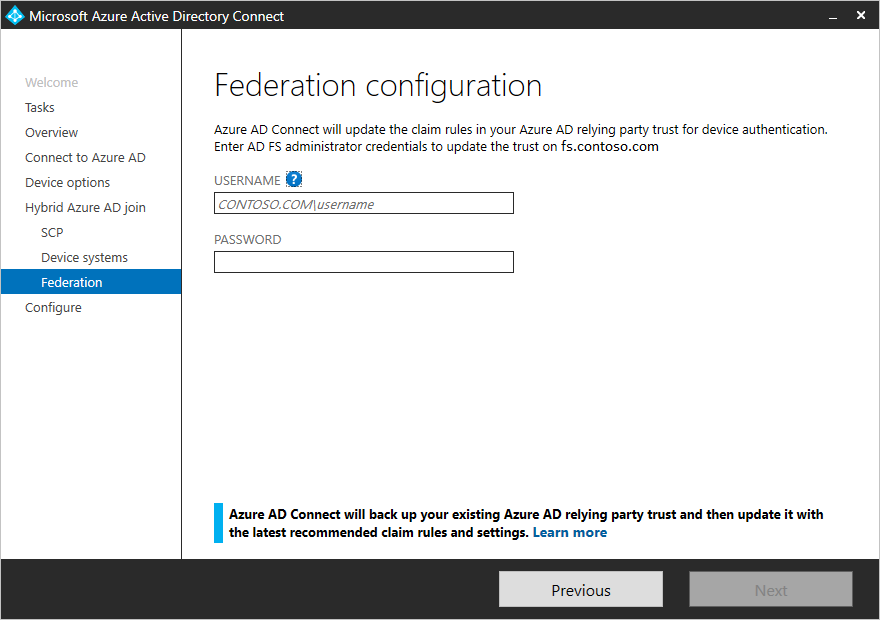 Microsoft Azure Active Directory Connect
Welcome
Tasks
Overview
Connect to Azure AD
Device options
Hybrid Azure AD join
SCP
Device systems
Federation
Configure
Federation configuration
Azure AD Connect will update the claim rules in your Azure AD relying party trust for device authentication.
Enter AD FS administrator credentials to update the trust on fs.contoso.com
USERNAME ?
CONTOSO.COM\username
PASSWORD
Azure AD Connect will back up your existing Azure AD relying party trust and then update it with
the latest recommended claim rules and settings. Learn more
Previous
Next